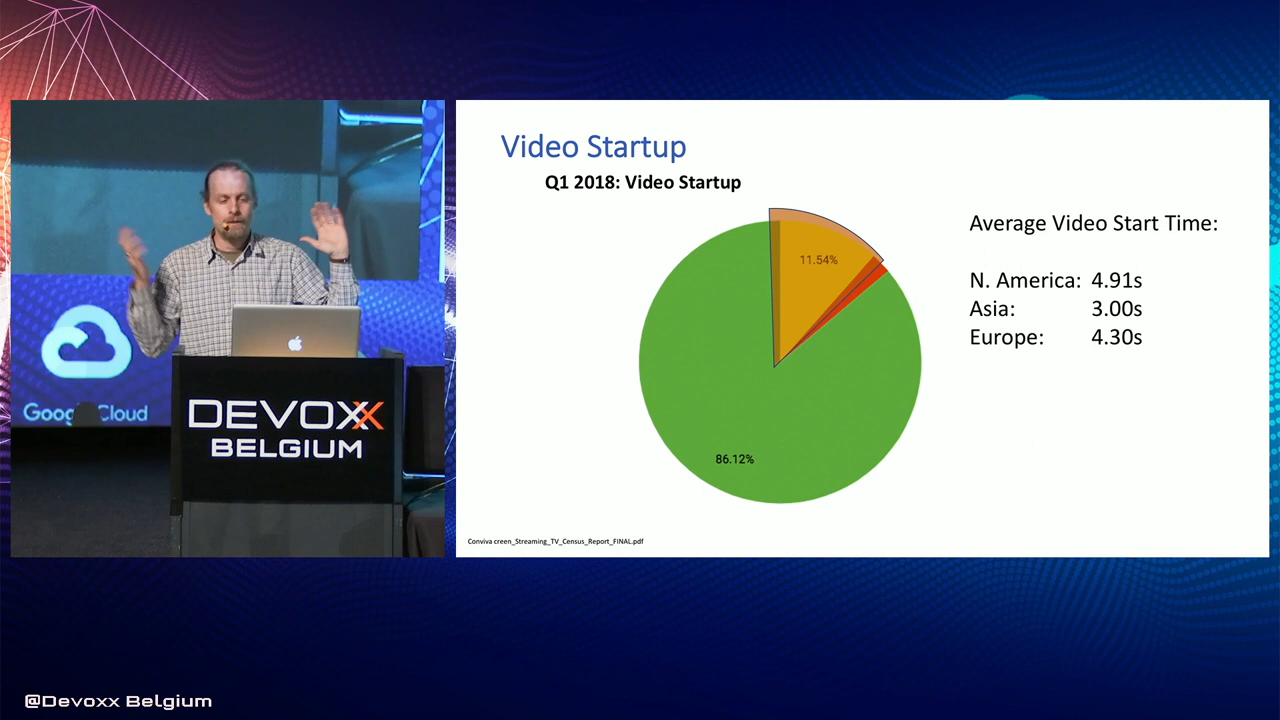 Video Startup
Q1 2018: Video Startup
11.54%
86.12%
Average Video Start Time:
N. America: 4.91s
Asia: 3.00s
Europe: 4.30s
Conviva creen_Streaming_TV_Census_Report_FINAL.pdf
Google Cloud
DEVOXX
BELGIUM
@Devoxx Belgium